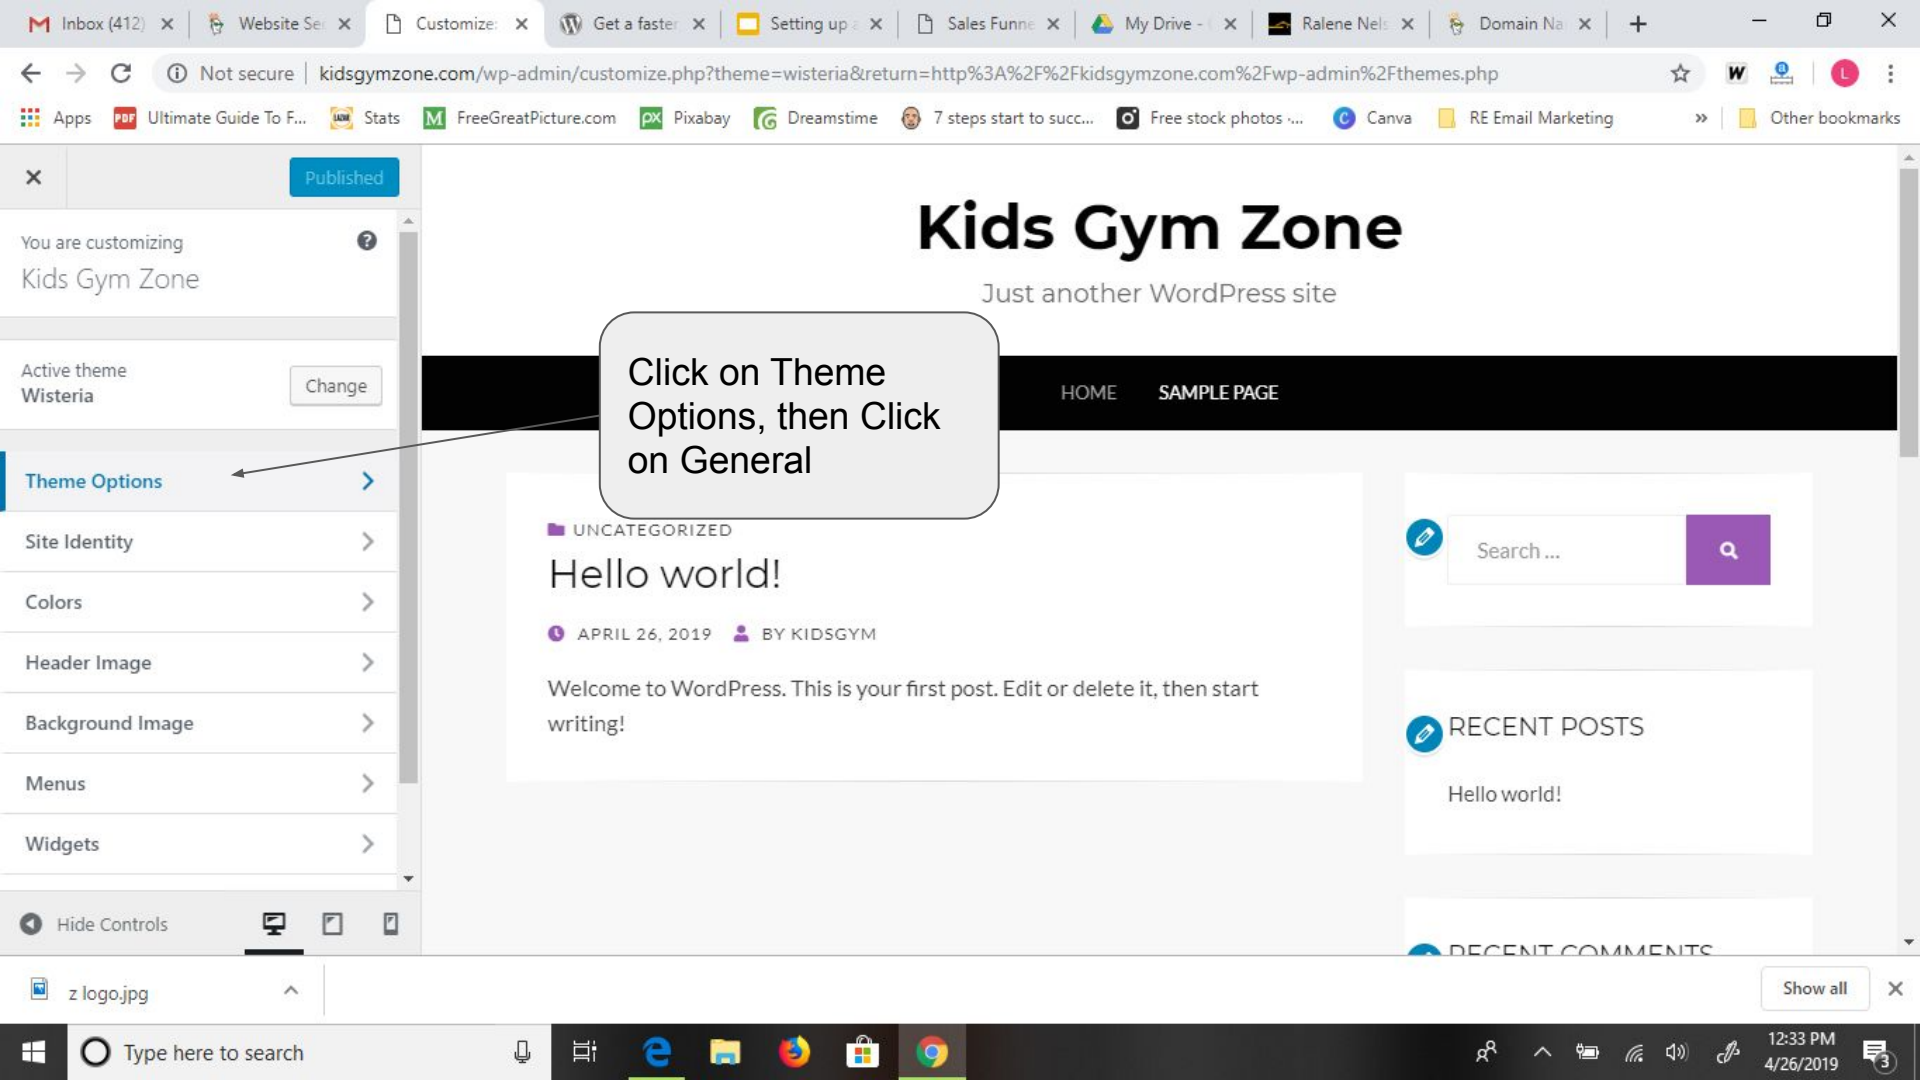 Inbox (412)
Website Ser
Customize:
Get a faster
Setting up a
Sales Funne
My Drive -
Ralene Nels
Domain Na
Not secure | kidsgymzone.com/wp-admin/customize.php?theme=wisteria&return=http%3A%2F%2Fkidsgymzone.com%2Fwp-admin%2Fthemes.php
Apps
Ultimate Guide To F...
Stats
FreeGreatPicture.com
Pixabay
Dreamstime
7 steps start to succ...
Free stock photos ·...
Canva
RE Email Marketing
»
Other bookmarks
Published
You are customizing
Kids Gym Zone
Active theme
Wisteria
Change
Theme Options
Site Identity
Colors
Header Image
Background Image
Menus
Widgets
Hide Controls
Kids Gym Zone
Just another WordPress site
HOME SAMPLE PAGE
Click on Theme
Options, then Click
on General
UNCATEGORIZED
Hello world!
APRIL 26, 2019 BY KIDSGYM
Welcome to WordPress. This is your first post. Edit or delete it, then start
writing!
Search ...
RECENT POSTS
Hello world!
RECENT COMMENTS
z logo.jpg
Show all
Type here to search
12:33 PM
4/26/2019
3